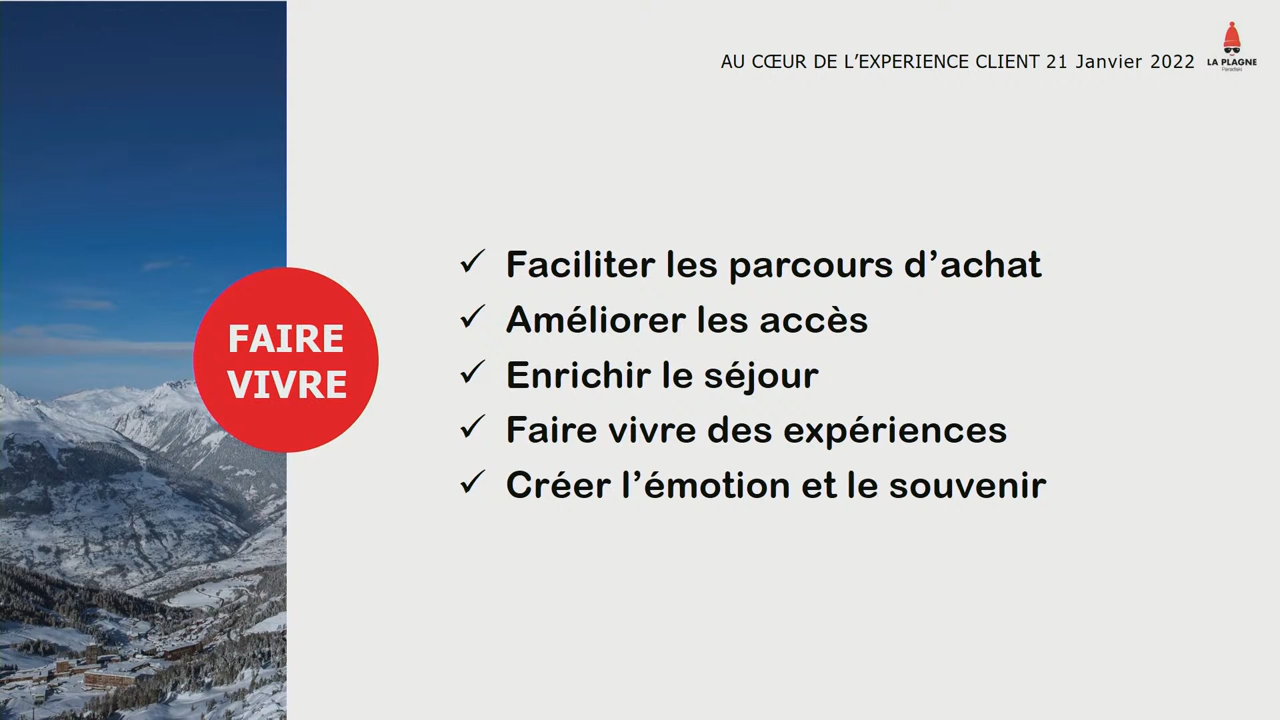 AU CŒUR DE L’EXPERIENCE CLIENT 21 Janvier 2022
LA PLAGNE
Paradiski
FAIRE
VIVRE
✓ Faciliter les parcours d’achat
✓ Améliorer les accès
✓ Enrichir le séjour
✓ Faire vivre des expériences
✓ Créer l’émotion et le souvenir